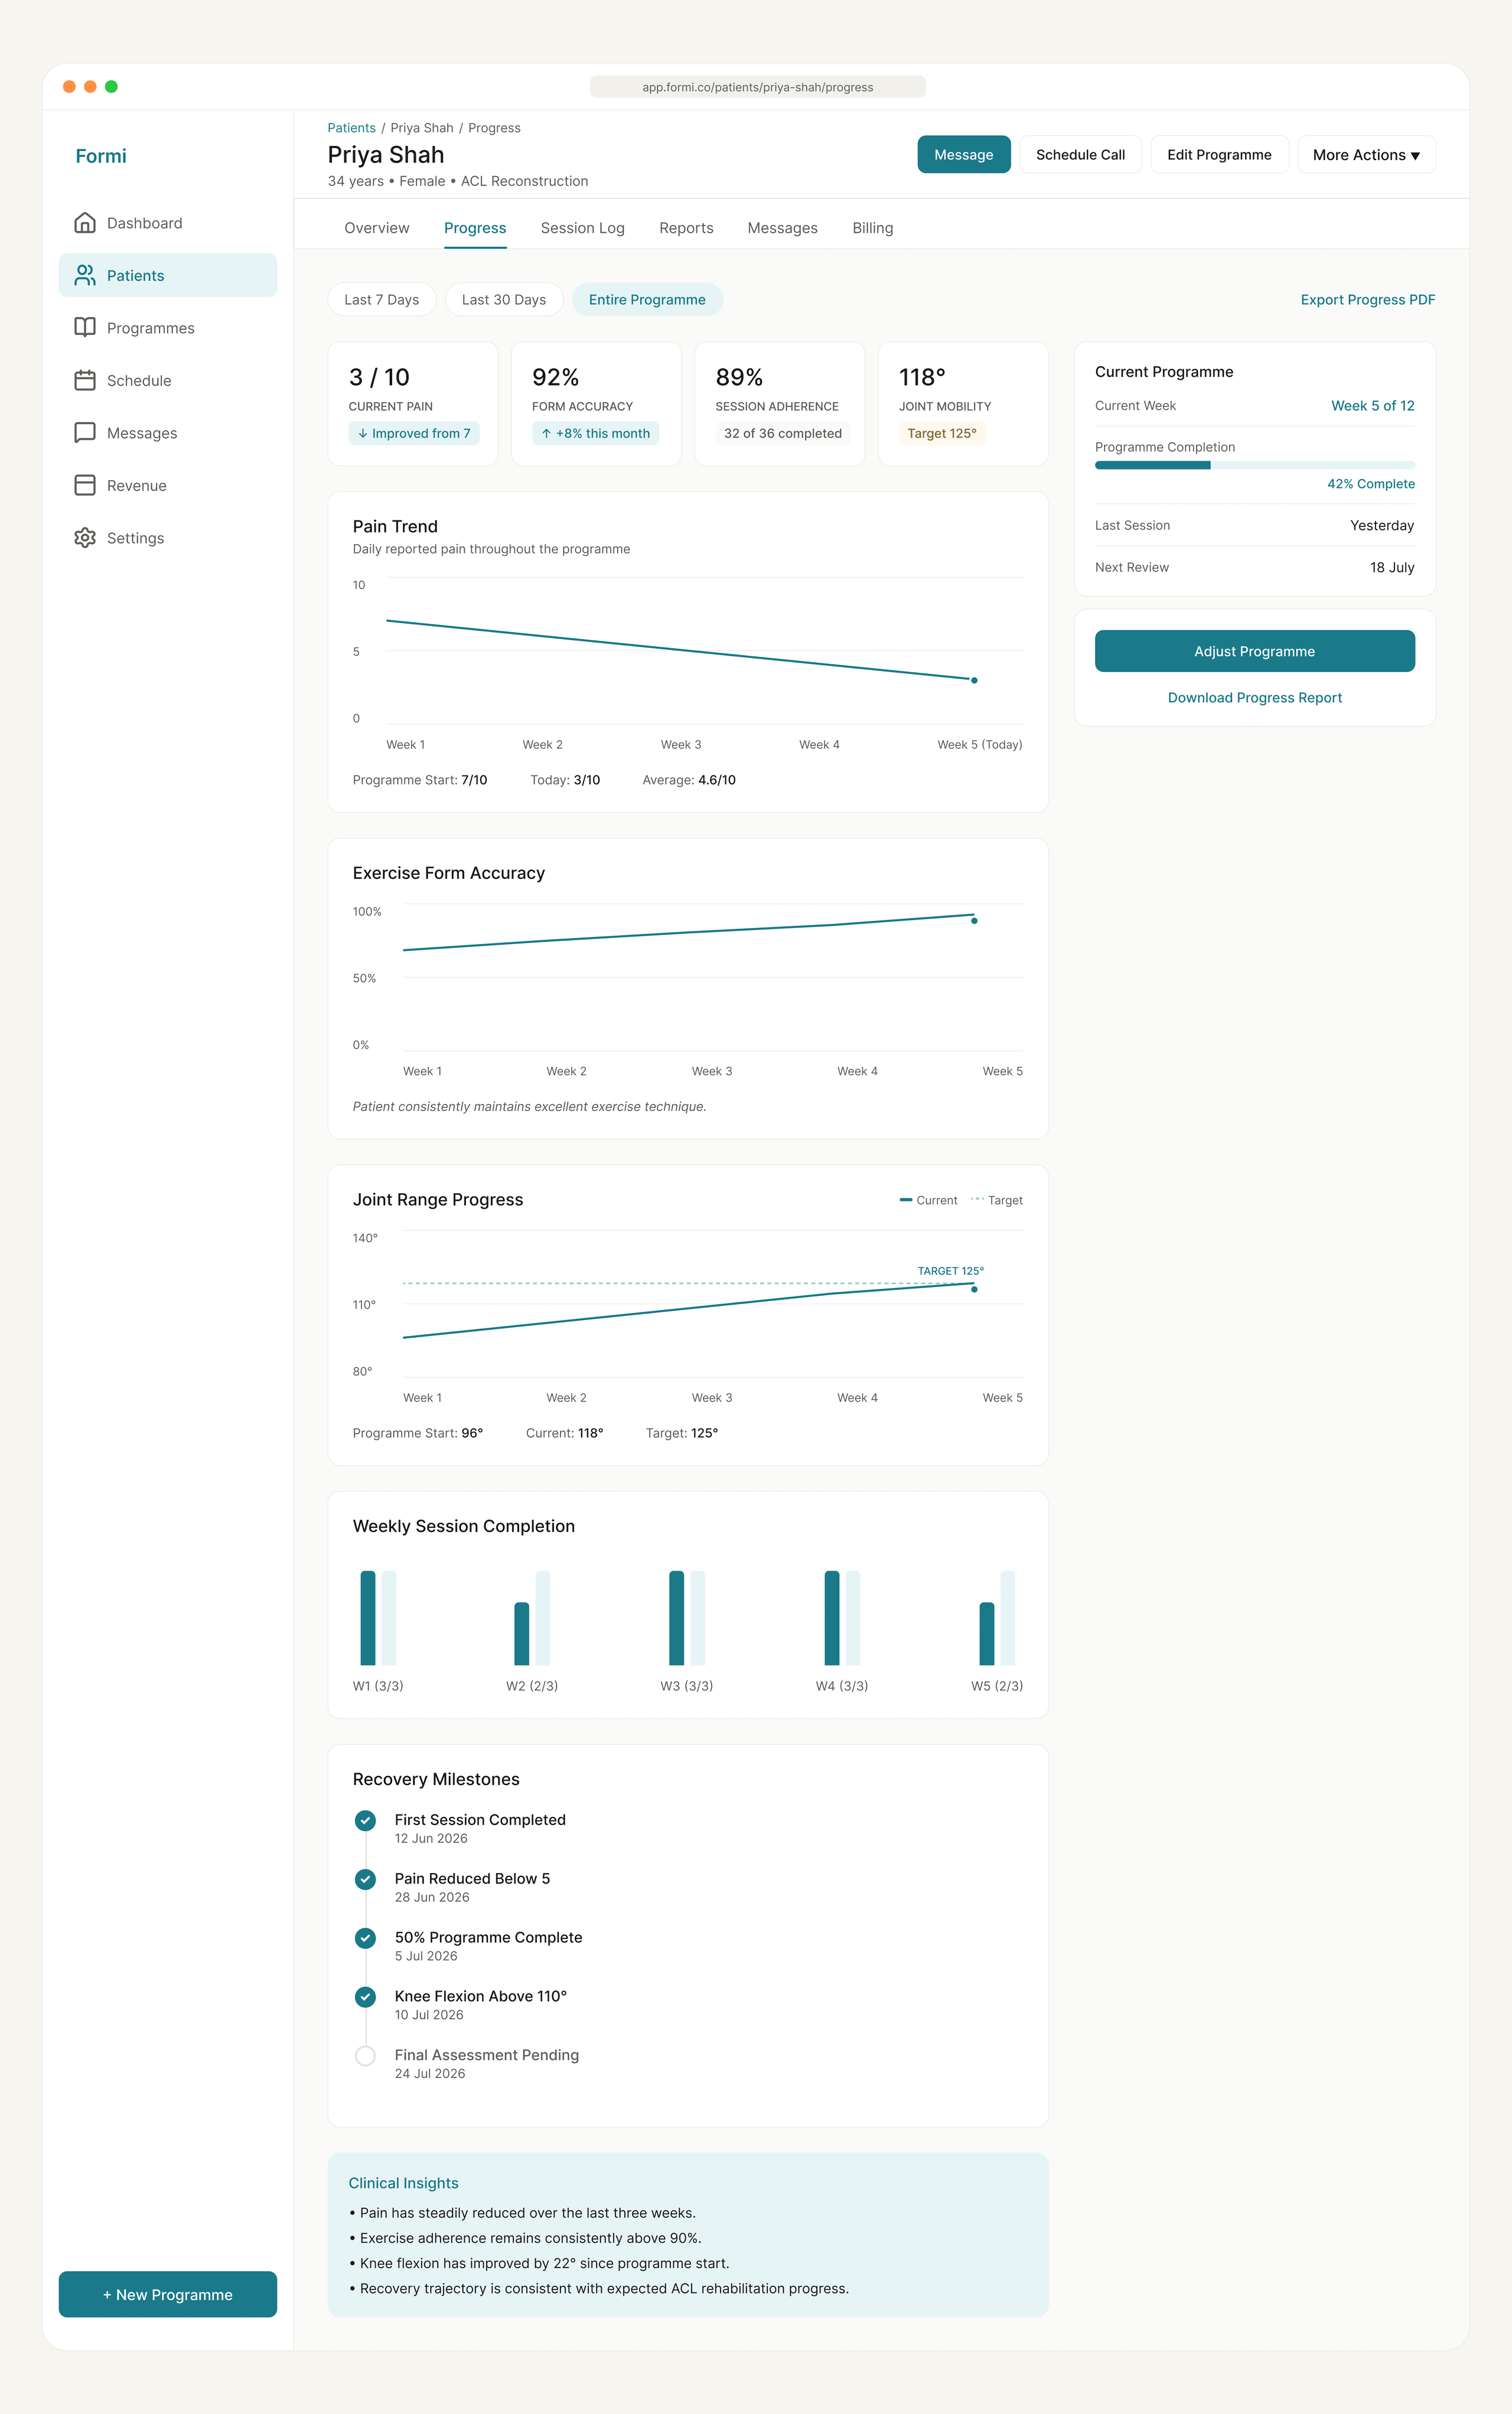 app.formi.co/patients/priya-shah/progress
Formi
Dashboard
Patients
Programmes
Schedule
Messages
Revenue
Settings
+ New Programme
Patients / Priya Shah / Progress
Priya Shah
34 years • Female • ACL Reconstruction
Message
Schedule Call
Edit Programme
More Actions ▼
Overview
Progress
Session Log
Reports
Messages
Billing
Last 7 Days
Last 30 Days
Entire Programme
Export Progress PDF
3 / 10
CURRENT PAIN
↓ Improved from 7
92%
FORM ACCURACY
↑ +8% this month
89%
SESSION ADHERENCE
32 of 36 completed
118°
JOINT MOBILITY
Target 125°
Current Programme
Current Week
Week 5 of 12
Programme Completion
42% Complete
Last Session
Yesterday
Next Review
18 July
Adjust Programme
Download Progress Report
Pain Trend
Daily reported pain throughout the programme
10
5
0
Week 1
Week 2
Week 3
Week 4
Week 5 (Today)
Programme Start: 7/10
Today: 3/10
Average: 4.6/10
Exercise Form Accuracy
100%
50%
0%
Week 1
Week 2
Week 3
Week 4
Week 5
Patient consistently maintains excellent exercise technique.
Joint Range Progress
Current
Target
140°
TARGET 125°
110°
80°
Week 1
Week 2
Week 3
Week 4
Week 5
Programme Start: 96°
Current: 118°
Target: 125°
Weekly Session Completion
W1 (3/3)
W2 (2/3)
W3 (3/3)
W4 (3/3)
W5 (2/3)
Recovery Milestones
First Session Completed
12 Jun 2026
Pain Reduced Below 5
28 Jun 2026
50% Programme Complete
5 Jul 2026
Knee Flexion Above 110°
10 Jul 2026
Final Assessment Pending
24 Jul 2026
Clinical Insights
• Pain has steadily reduced over the last three weeks.
• Exercise adherence remains consistently above 90%.
• Knee flexion has improved by 22° since programme start.
• Recovery trajectory is consistent with expected ACL rehabilitation progress.